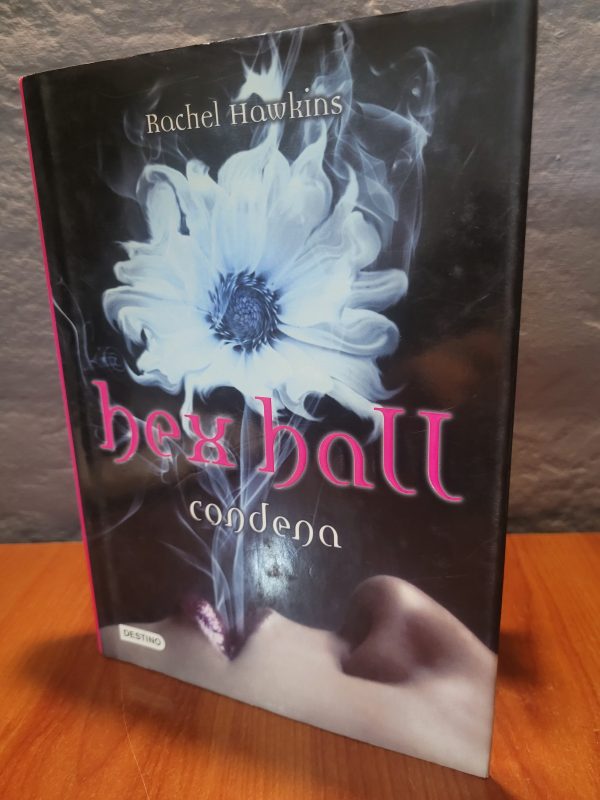 Rachel Hawkins
hex hall
condena
DESTINO